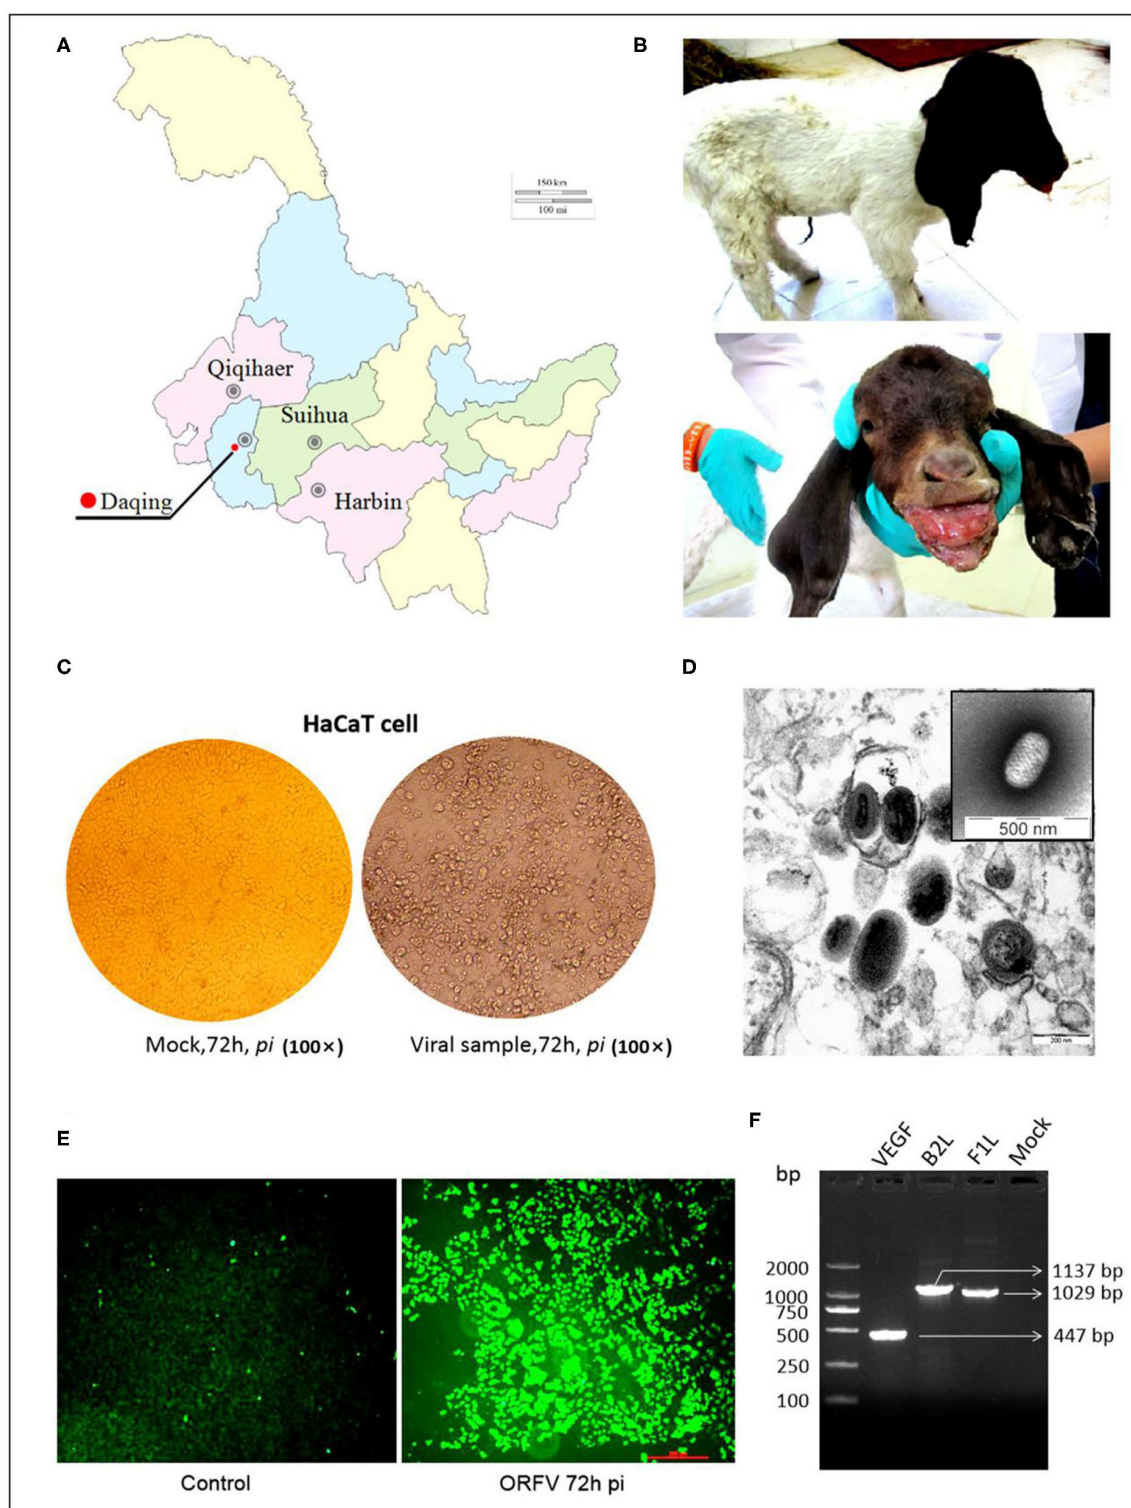 A
B
150 km
100 mi
Qiqihaer
Suihua
Daqing
Harbin
C
D
HaCaT cell
500 nm
Mock,72h, pi (100×)
Viral sample,72h, pi (100×)
200 nm
E
F
VEGF
B2L
F1L
Mock
bp
2000
1137 bp
1000
1029 bp
750
500
447 bp
250
100
Control
ORFV 72h pi